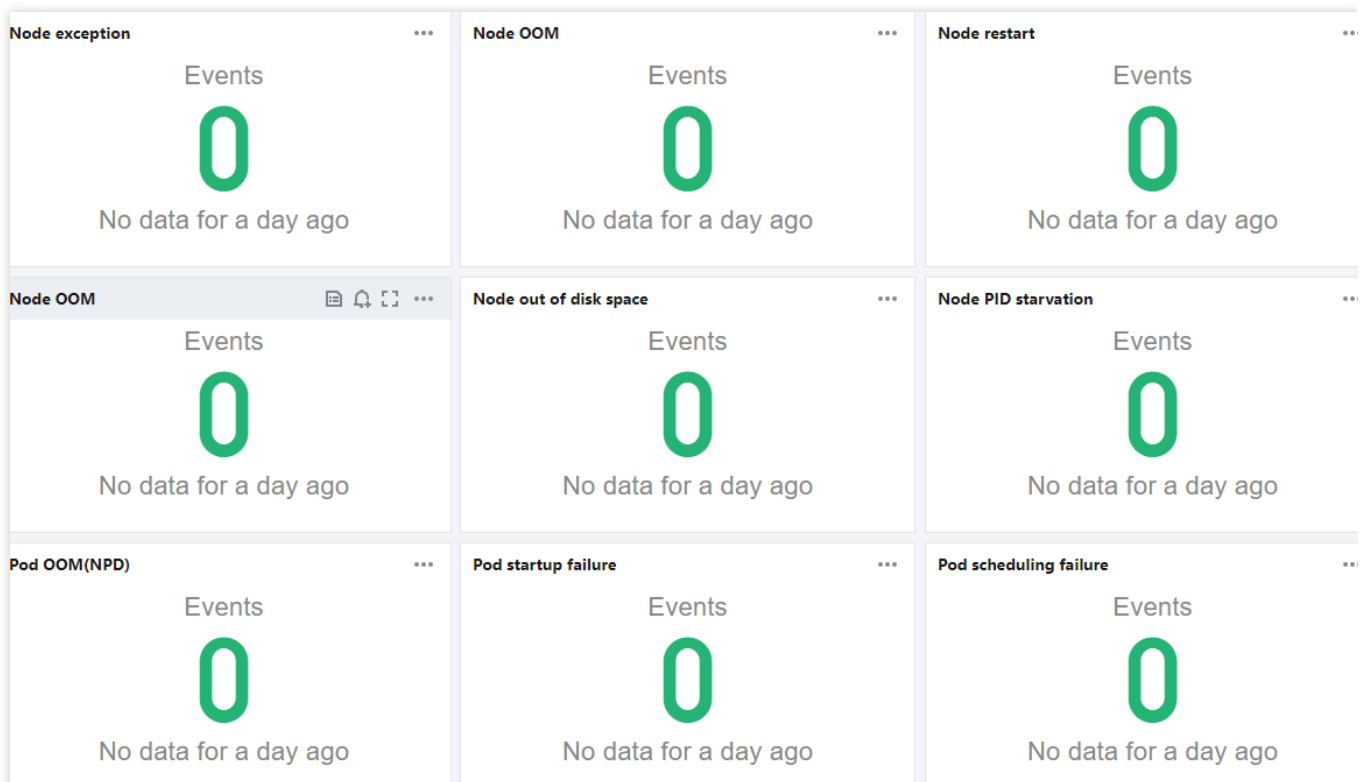 Node exception
Events
0
No data for a day ago
Node OOM
Events
0
No data for a day ago
Node restart
Events
0
No data for a day ago
Node OOM
Events
0
No data for a day ago
Node out of disk space
Events
0
No data for a day ago
Node PID starvation
Events
0
No data for a day ago
Pod OOM(NPD)
Events
0
No data for a day ago
Pod startup failure
Events
0
No data for a day ago
Pod scheduling failure
Events
0
No data for a day ago